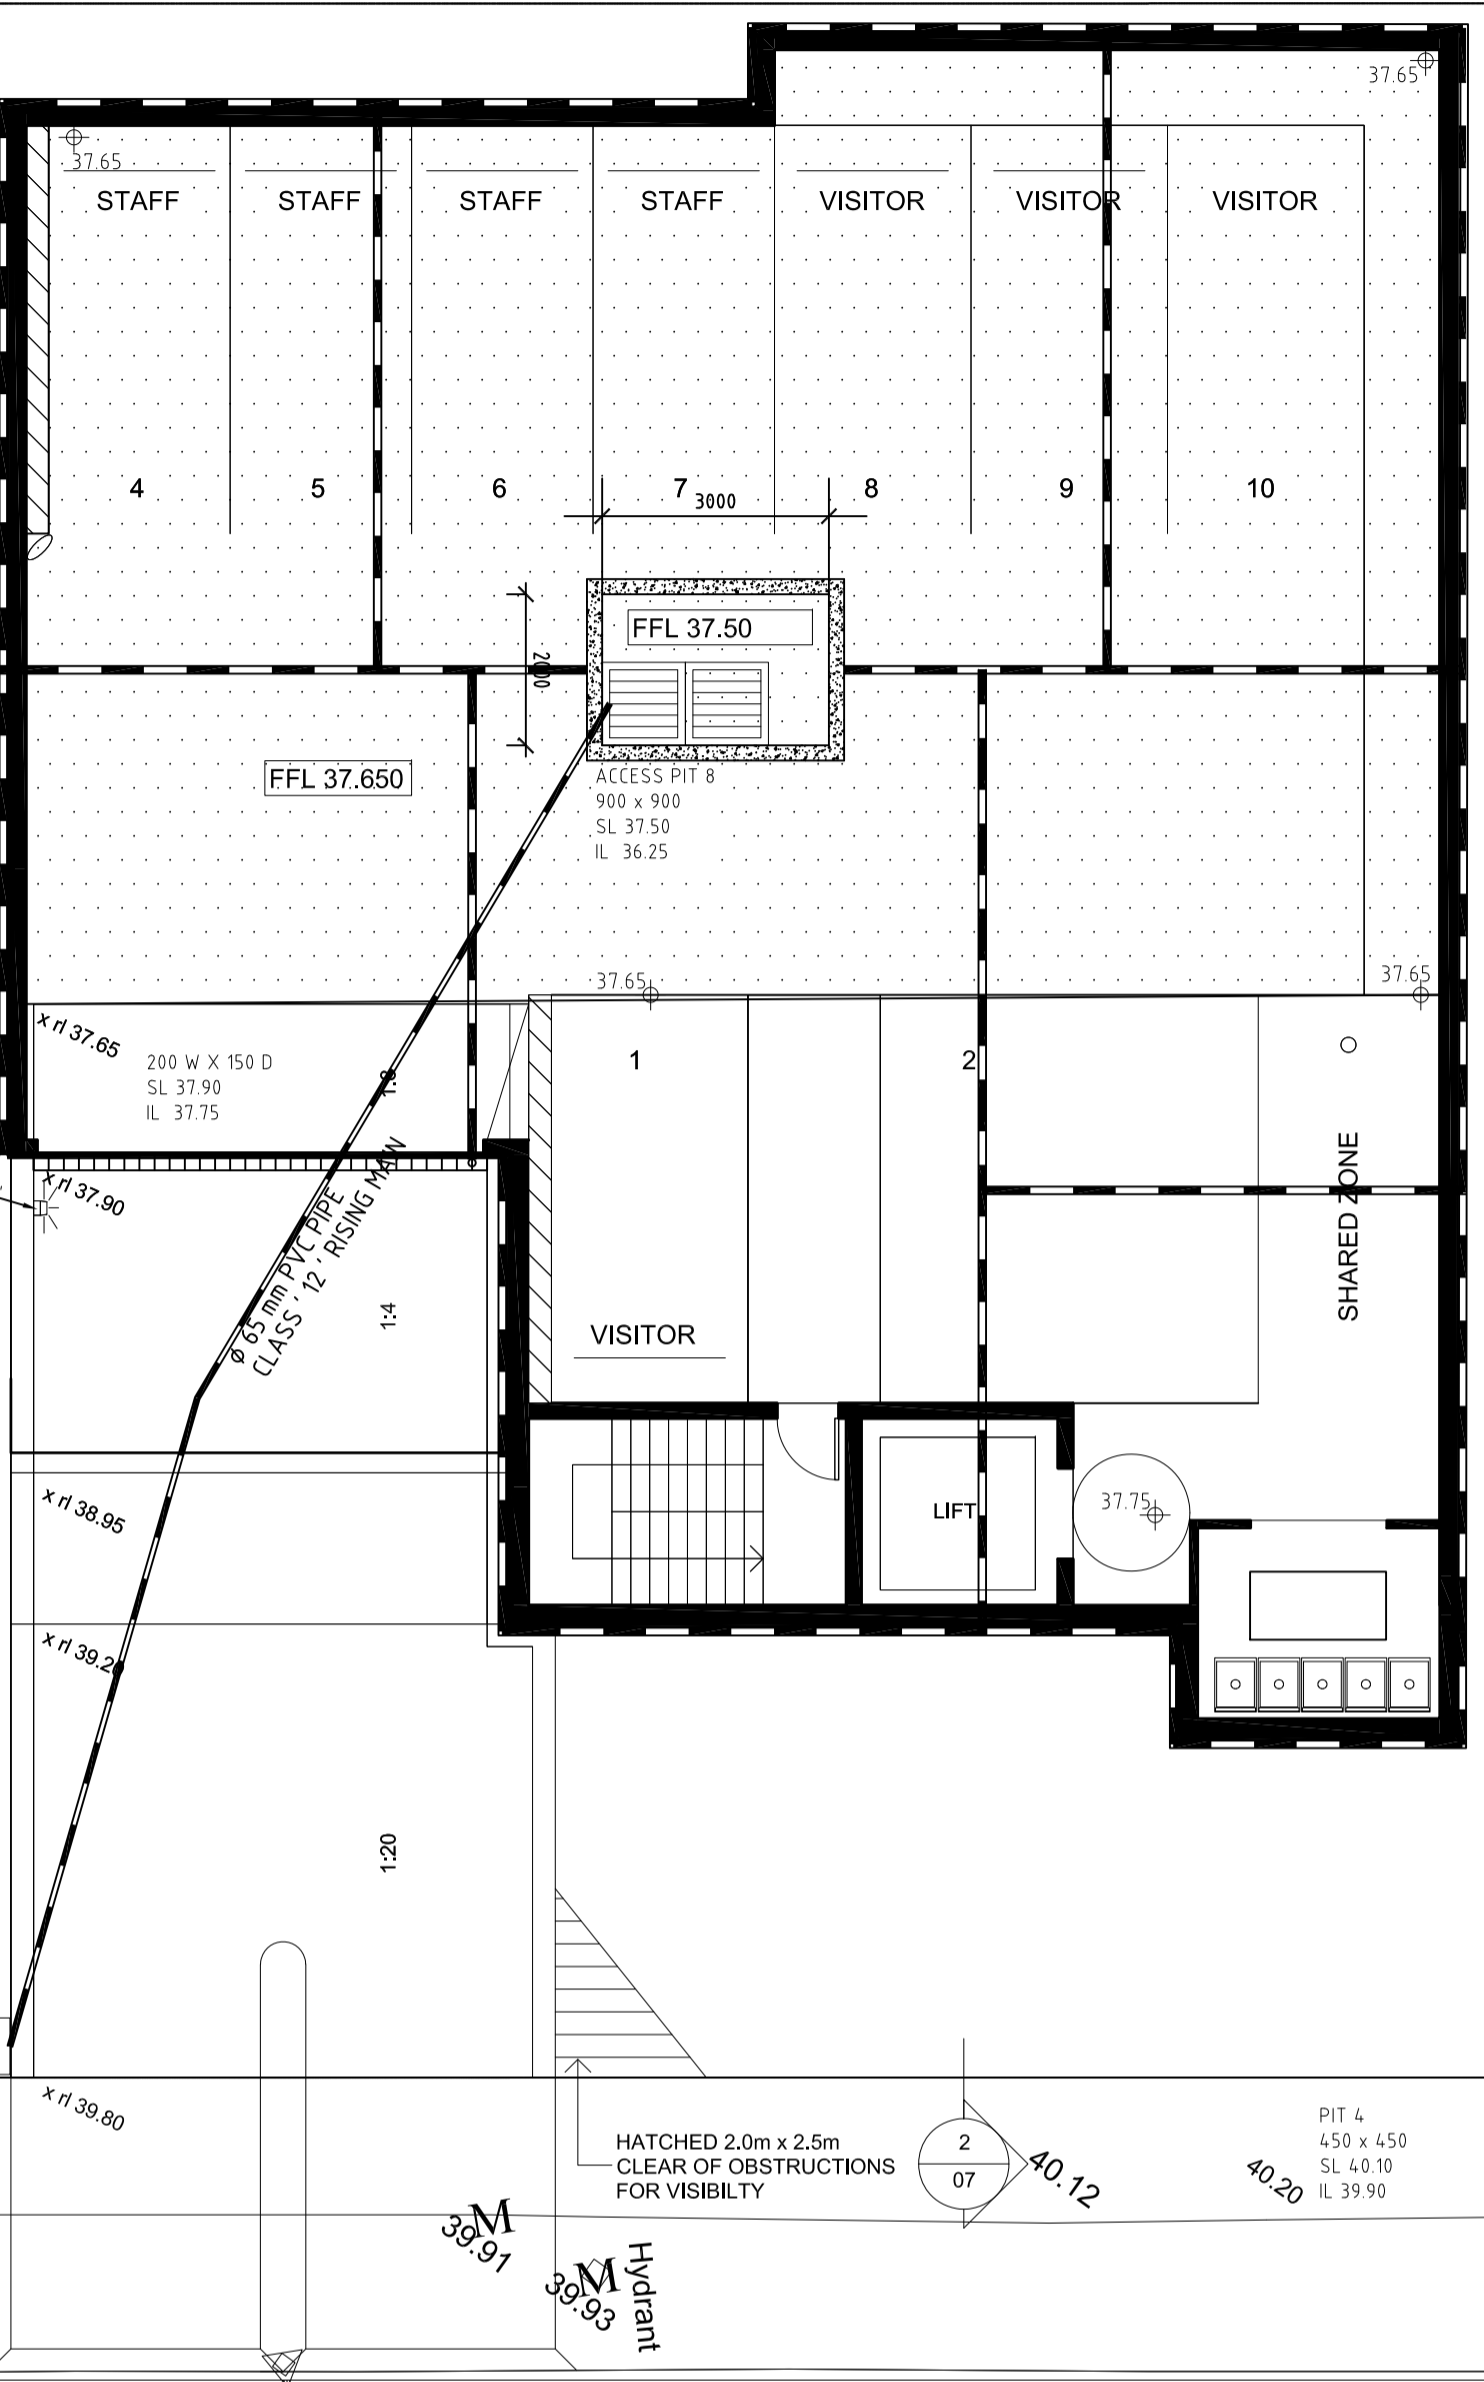 37.65
37.65
STAFF
STAFF
STAFF
STAFF
VISITOR
VISITOR
VISITOR
4
5
6
7
8
9
10
3000
FFL 37.50
2000
FFL 37.650
ACCESS PIT 8
900 x 900
SL 37.50
IL 36.25
37.65
37.65
x rl 37.65
200 W X 150 D
SL 37.90
IL 37.75
1:8
1
2
x rl 37.90
φ 65 mm PVC PIPE
CLASS ' 12 ' RISING MAIN
1:4
VISITOR
SHARED ZONE
x rl 38.95
LIFT
37.75
x rl 39.20
1:20
x rl 39.80
HATCHED 2.0m x 2.5m
CLEAR OF OBSTRUCTIONS
FOR VISIBILTY
2
07
40.12
40.20
PIT 4
450 x 450
SL 40.10
IL 39.90
M
39.91
M
39.93
Hydrant